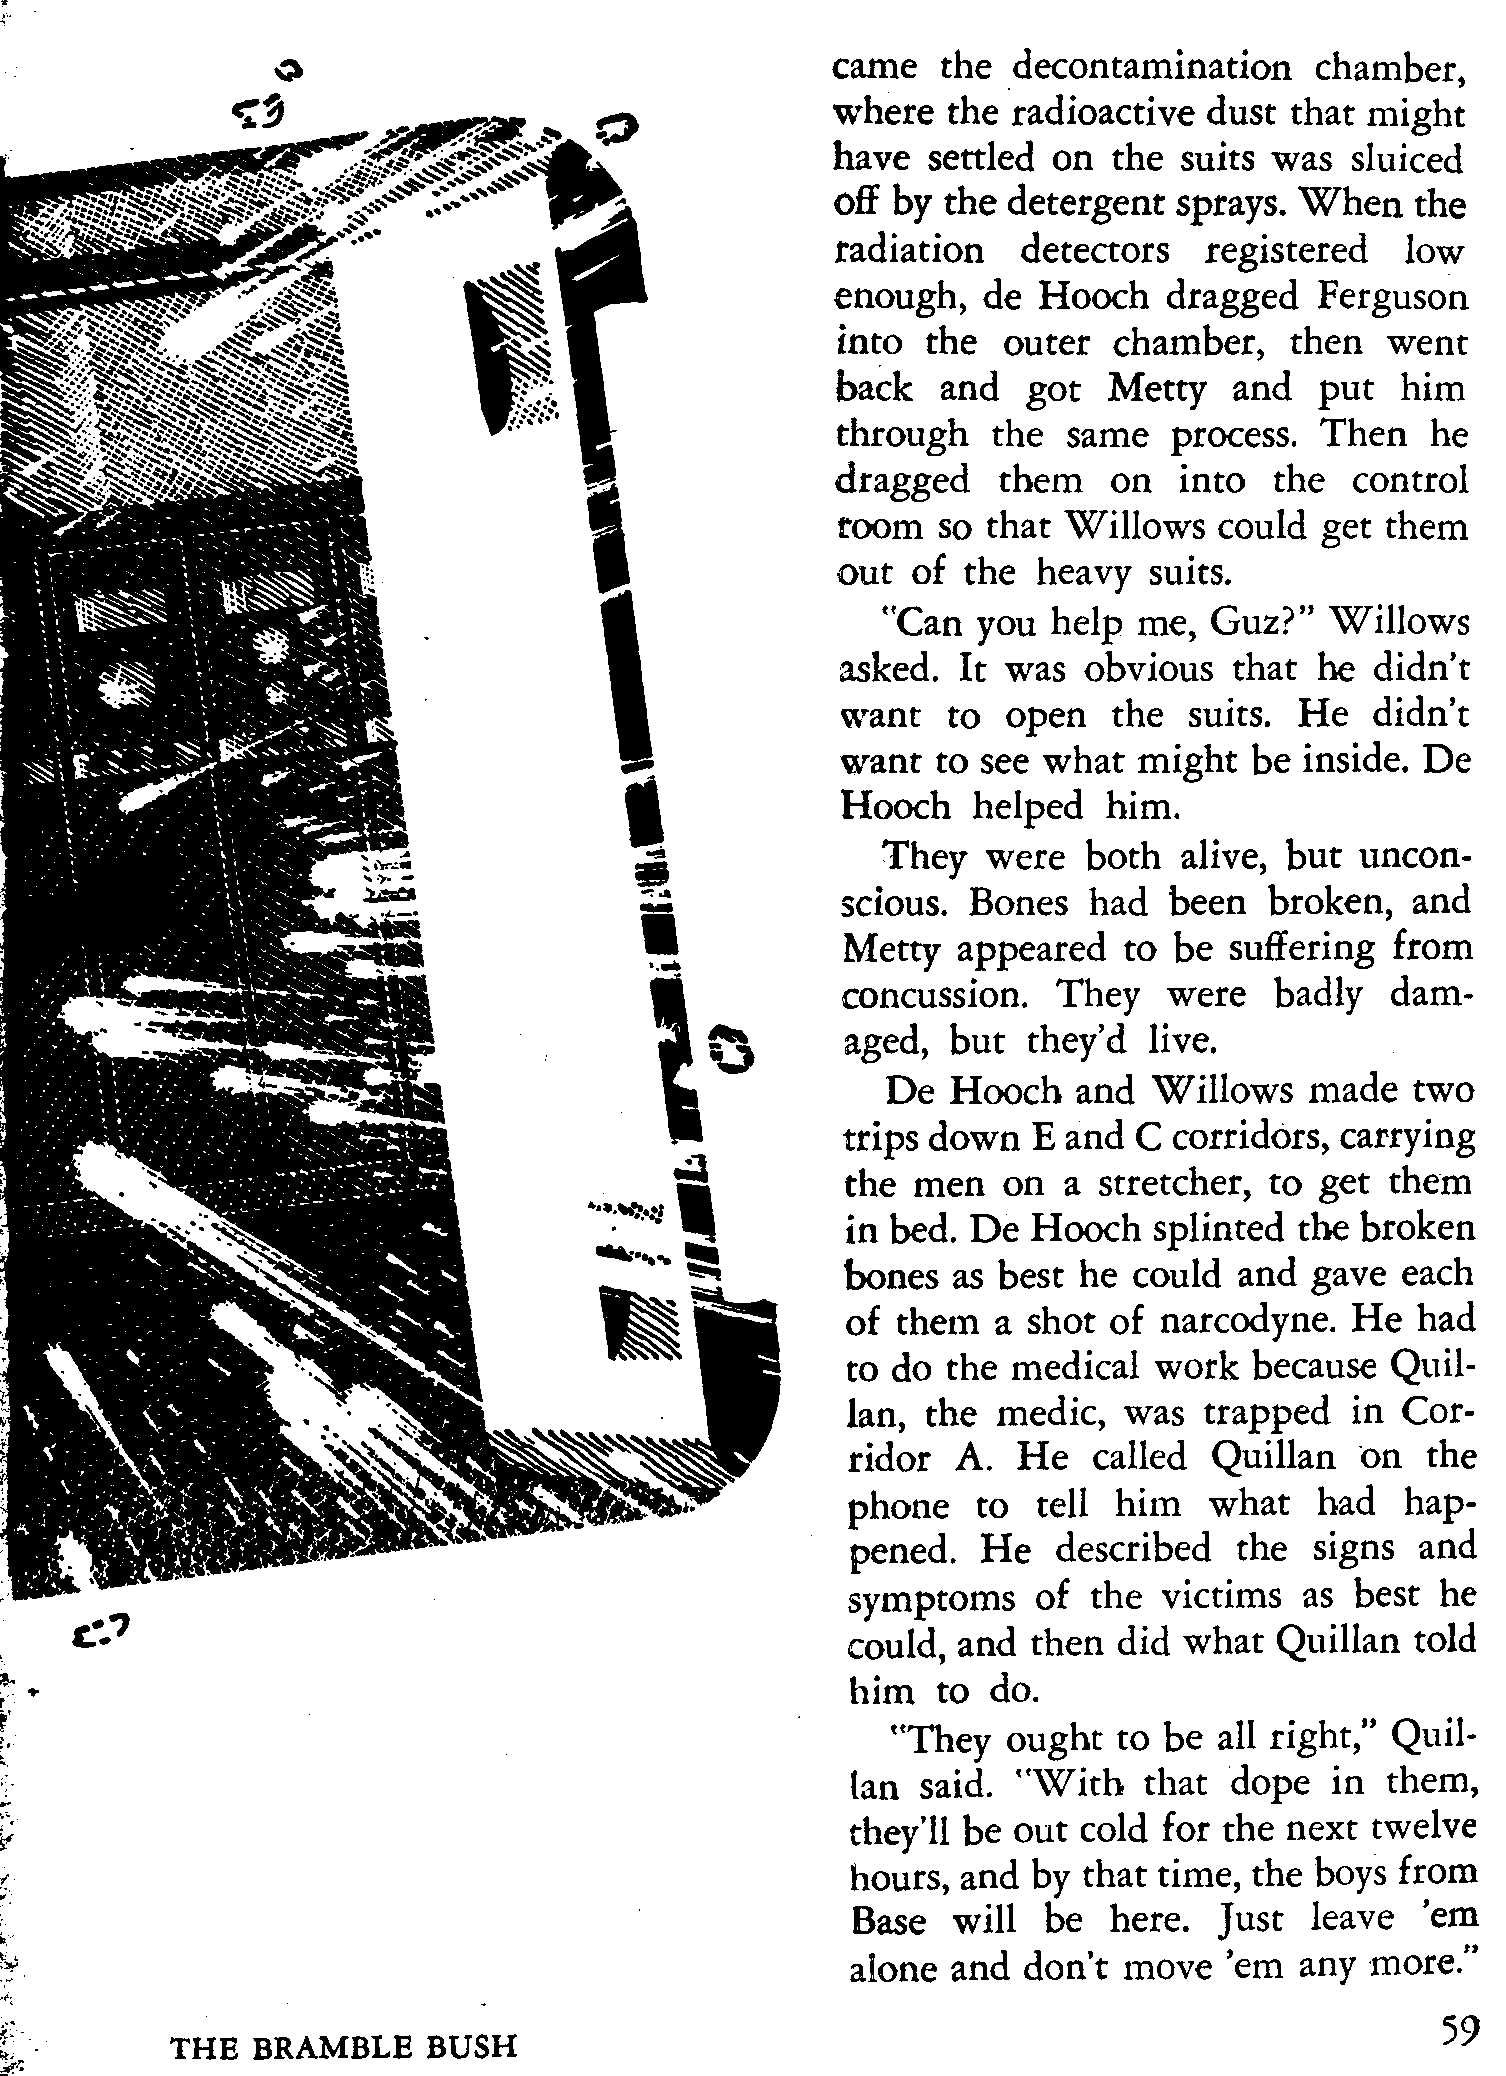 came the decontamination chamber,
where the radioactive dust that might
have settled on the suits was sluiced
off by the detergent sprays. When the
radiation detectors registered low
enough, de Hooch dragged Ferguson
into the outer chamber, then went
back and got Metty and put him
through the same process. Then he
dragged them on into the control
room so that Willows could get them
out of the heavy suits.
"Can you help me, Guz?" Willows
asked. It was obvious that he didn't
want to open the suits. He didn't
want to see what might be inside. De
Hooch helped him.
They were both alive, but uncon-
scious. Bones had been broken, and
Metty appeared to be suffering from
concussion. They were badly dam-
aged, but they'd live.
De Hooch and Willows made two
trips down E and C corridors, carrying
the men on a stretcher, to get them
in bed. De Hooch splinted the broken
bones as best he could and gave each
of them a shot of narcodyne. He had
to do the medical work because Quil-
lan, the medic, was trapped in Cor-
ridor A. He called Quillan on the
phone to tell him what had hap-
pened. He described the signs and
symptoms of the victims as best he
could, and then did what Quillan told
him to do.
"They ought to be all right," Quil-
lan said. "With that dope in them,
they'll be out cold for the next twelve
hours, and by that time, the boys from
Base will be here. Just leave 'em
alone and don't move 'em any more."
THE BRAMBLE BUSH
59